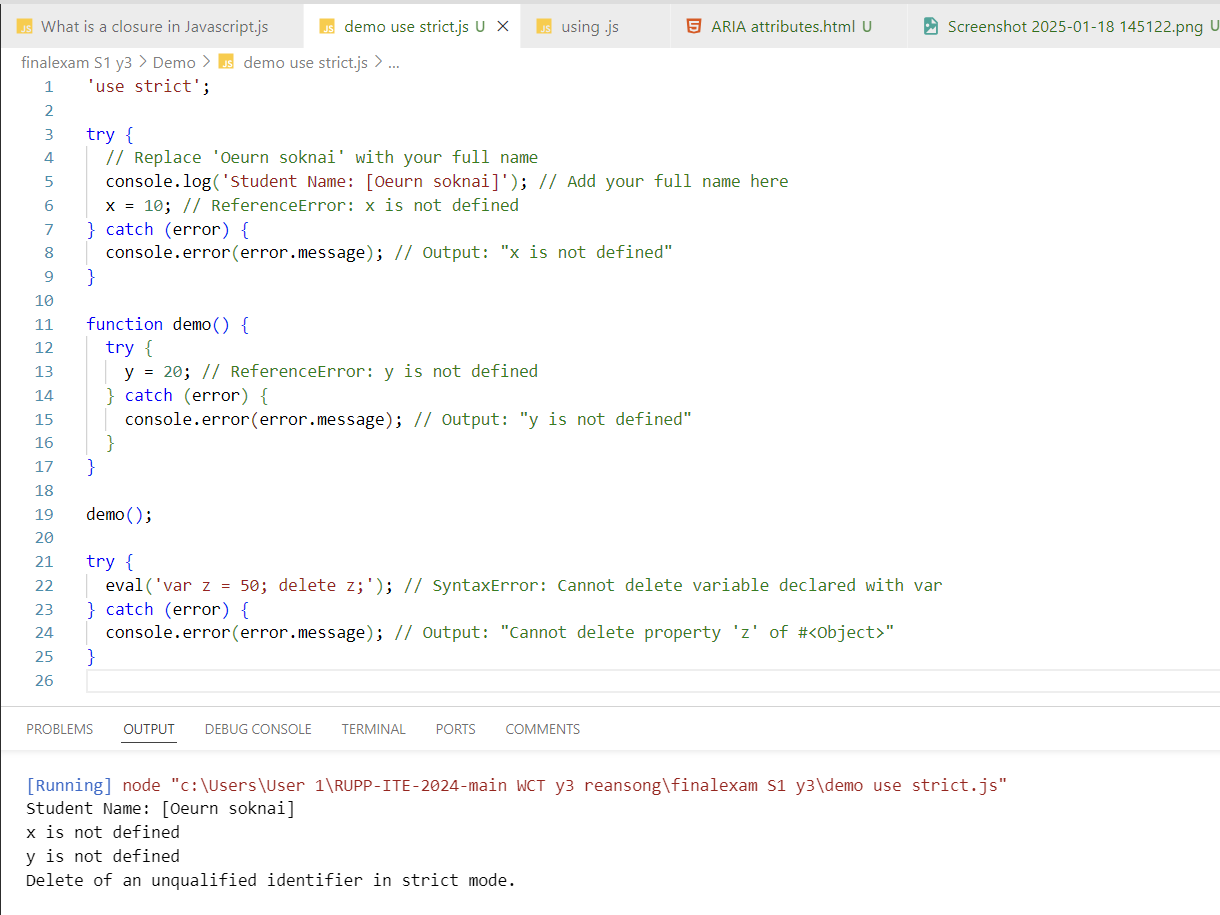 What is a closure in Javascript.js
demo use strict.js U
using .js
ARIA attributes.html U
Screenshot 2025-01-18 145122.png U
finalexam S1 y3 > Demo > JS demo use strict.js > ...
1 'use strict';
2
3 try {
4 // Replace 'Oeurn soknai' with your full name
5 console.log('Student Name: [Oeurn soknai]'); // Add your full name here
6 x = 10; // ReferenceError: x is not defined
7 } catch (error) {
8 console.error(error.message); // Output: "x is not defined"
9 }
10
11 function demo() {
12 try {
13 y = 20; // ReferenceError: y is not defined
14 } catch (error) {
15 console.error(error.message); // Output: "y is not defined"
16 }
17 }
18
19 demo();
20
21 try {
22 eval('var z = 50; delete z;'); // SyntaxError: Cannot delete variable declared with var
23 } catch (error) {
24 console.error(error.message); // Output: "Cannot delete property 'z' of #<Object>"
25 }
26
PROBLEMS OUTPUT DEBUG CONSOLE TERMINAL PORTS COMMENTS
[Running] node "c:\Users\User 1\RUPP-ITE-2024-main WCT y3 reansong\finalexam S1 y3\demo use strict.js"
Student Name: [Oeurn soknai]
x is not defined
y is not defined
Delete of an unqualified identifier in strict mode.